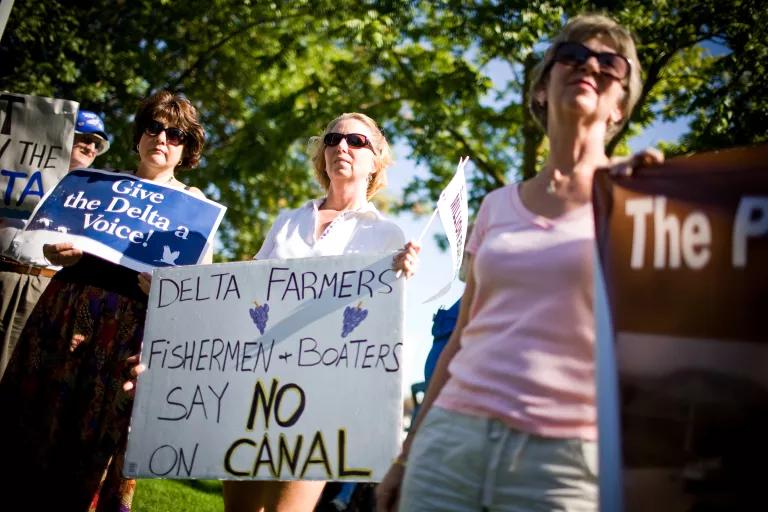 T
THE
TA
Give
the Delta a
Voice!
DELTA FARMERS
FISHERMEN + BOATERS
SAY NO
ON CANAL
The P